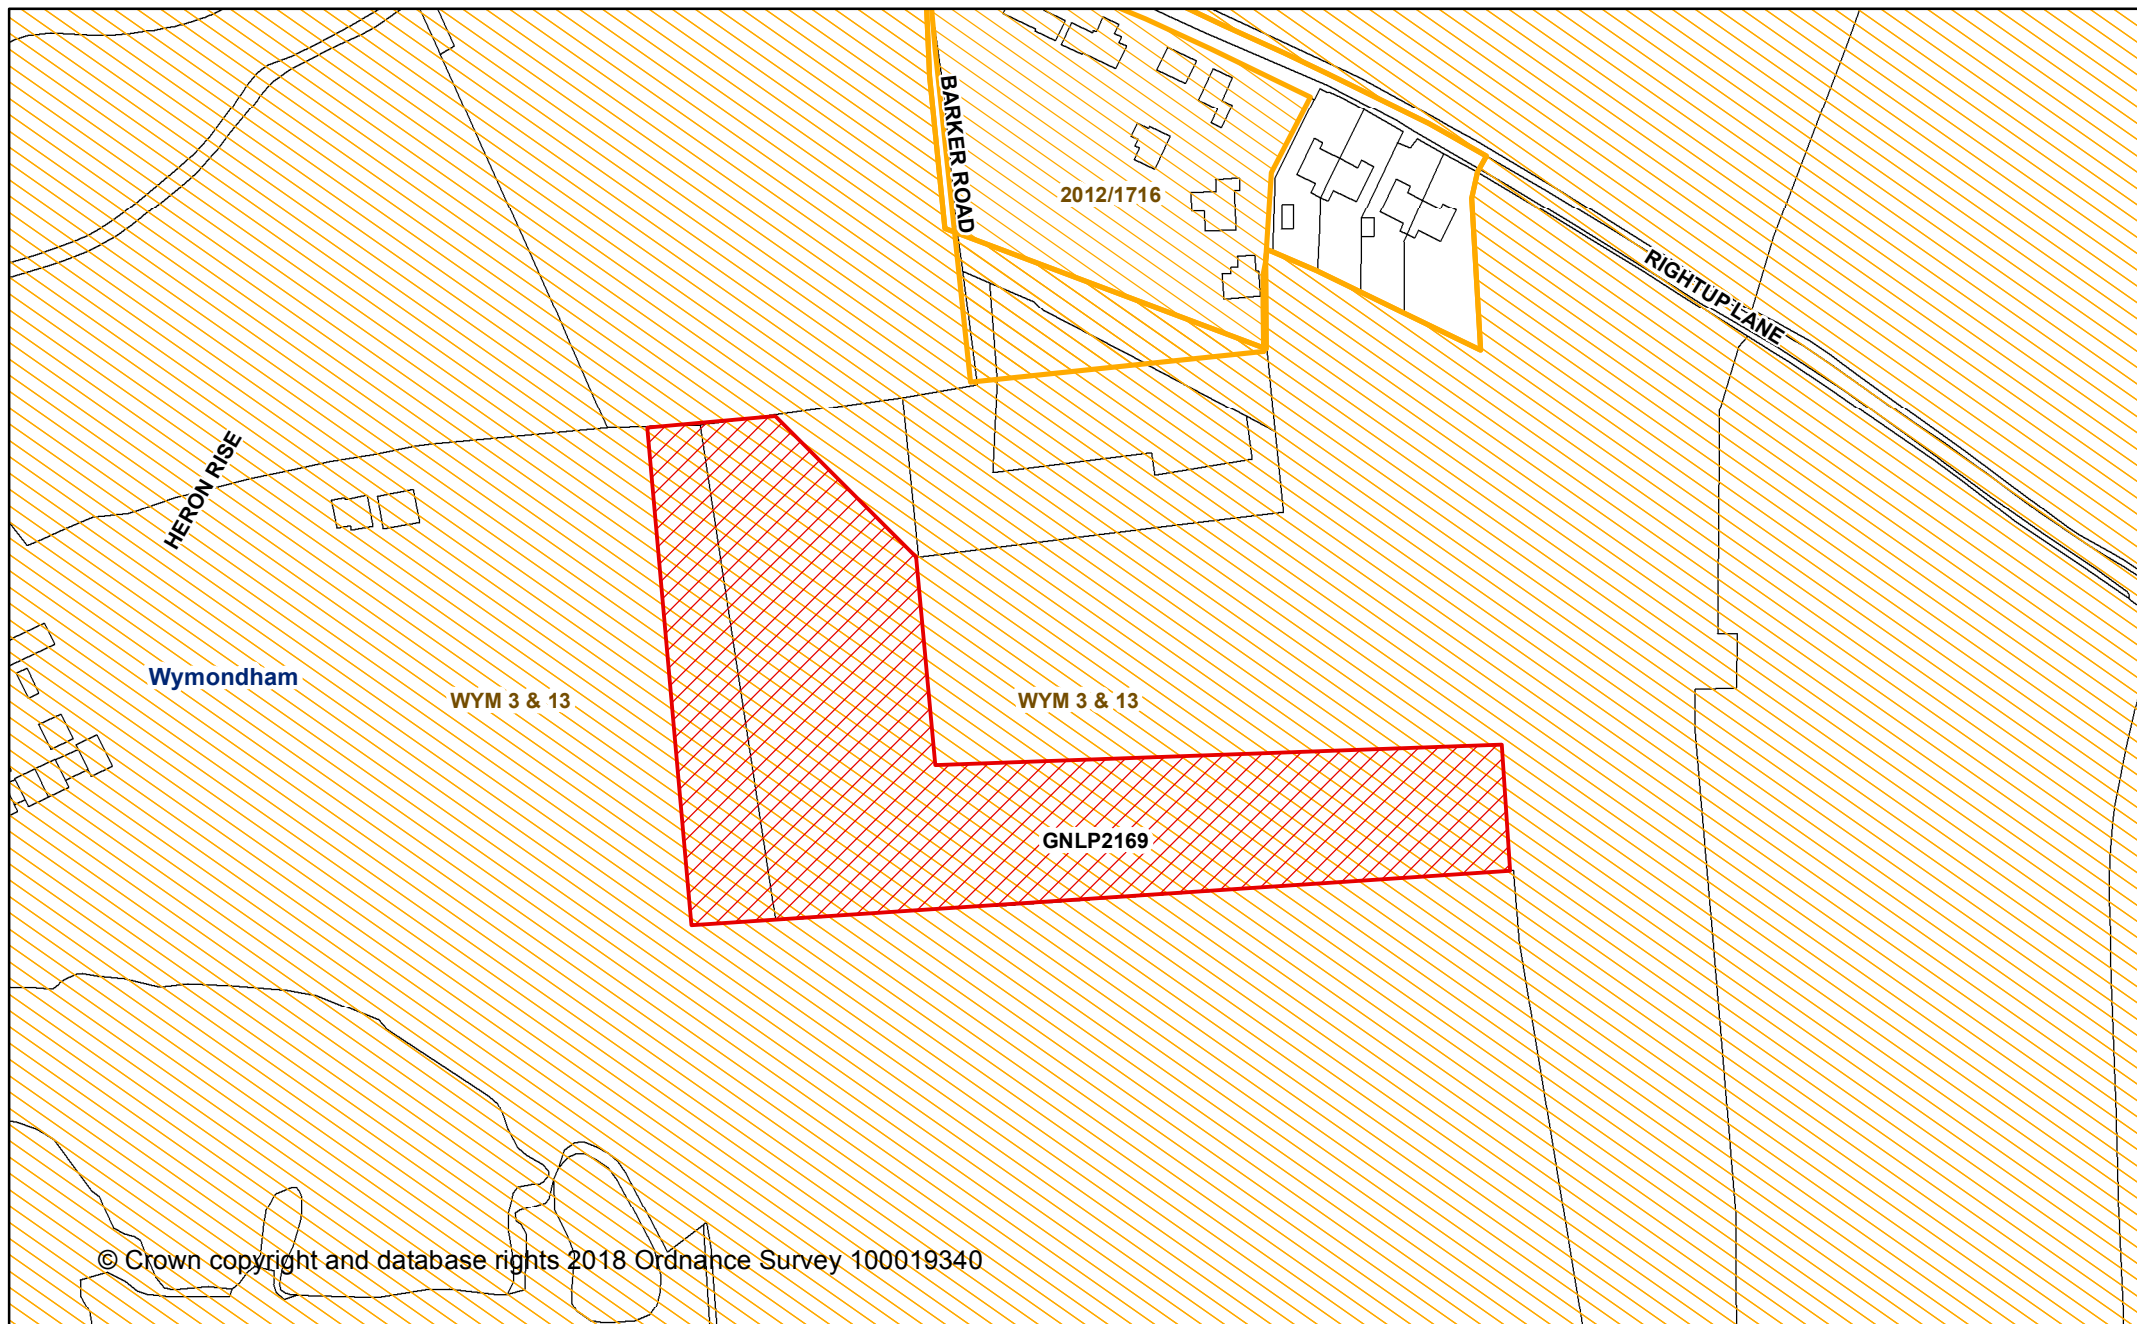 BARKER ROAD
2012/1716
RIGHTUP LANE
HERON RISE
Wymondham
WYM 3 & 13
WYM 3 & 13
GNLP2169
© Crown copyright and database rights 2018 Ordnance Survey 100019340